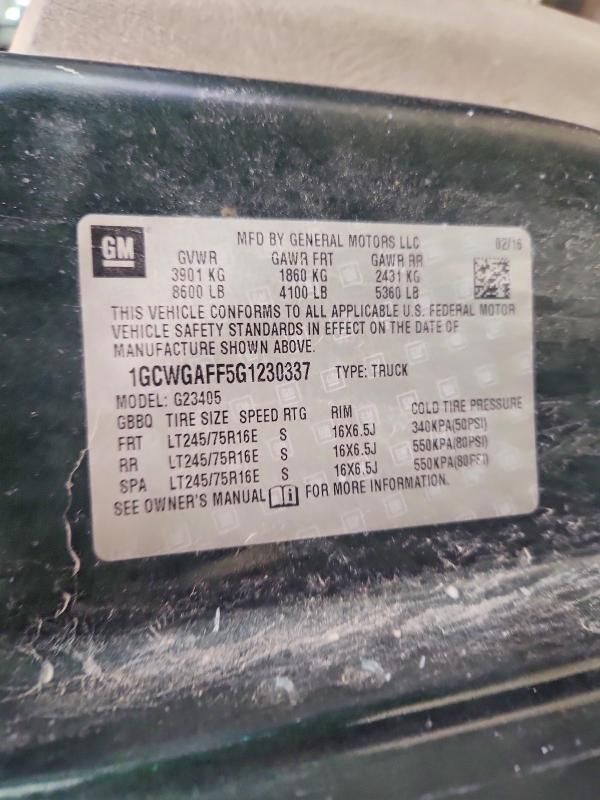 GM MFD BY GENERAL MOTORS LLC 02/16
GVWR GAWR FRT GAWR RR
3901 KG 1860 KG 2431 KG
8600 LB 4100 LB 5360 LB
THIS VEHICLE CONFORMS TO ALL APPLICABLE U.S. FEDERAL MOTOR
VEHICLE SAFETY STANDARDS IN EFFECT ON THE DATE OF
MANUFACTURE SHOWN ABOVE.
1GCWGAFF5G1230337 TYPE: TRUCK
MODEL: G23405
GBBQ TIRE SIZE SPEED RTG RIM COLD TIRE PRESSURE
FRT LT245/75R16E S 16X6.5J 340KPA(50PSI)
RR LT245/75R16E S 16X6.5J 550KPA(80PSI)
SPA LT245/75R16E S 16X6.5J 550KPA(80PSI)
SEE OWNER'S MANUAL FOR MORE INFORMATION.